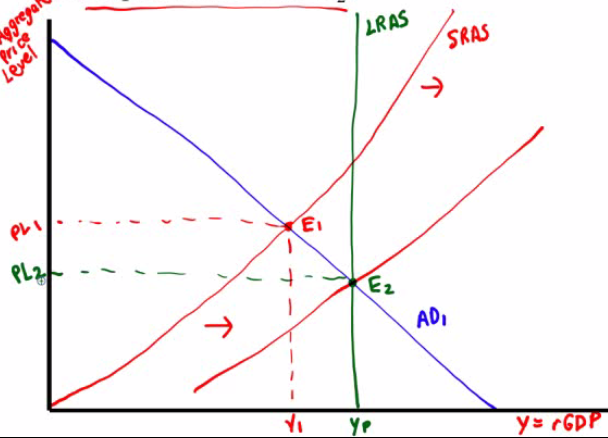 Aggregate
Price
Level
LRAS
SRAS
PL1
E1
PL2
E2
AD1
Y1
YP
Y = rGDP